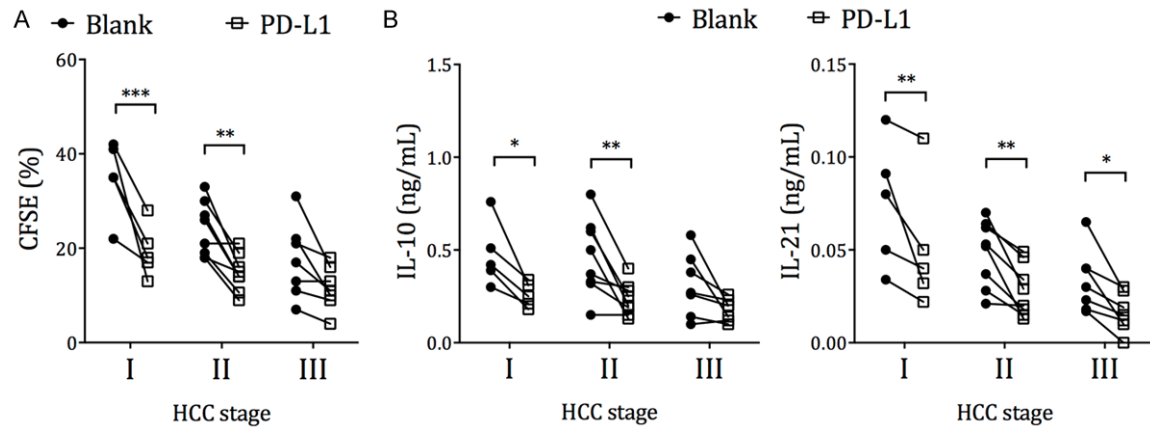 A
Blank
PD-L1
B
Blank
PD-L1
60
40
20
0
CFSE (%)
***
**
I
II
III
HCC stage
1.5
1.0
0.5
0.0
IL-10 (ng/mL)
*
**
I
II
III
HCC stage
0.15
0.10
0.05
0.00
IL-21 (ng/mL)
**
**
*
I
II
III
HCC stage